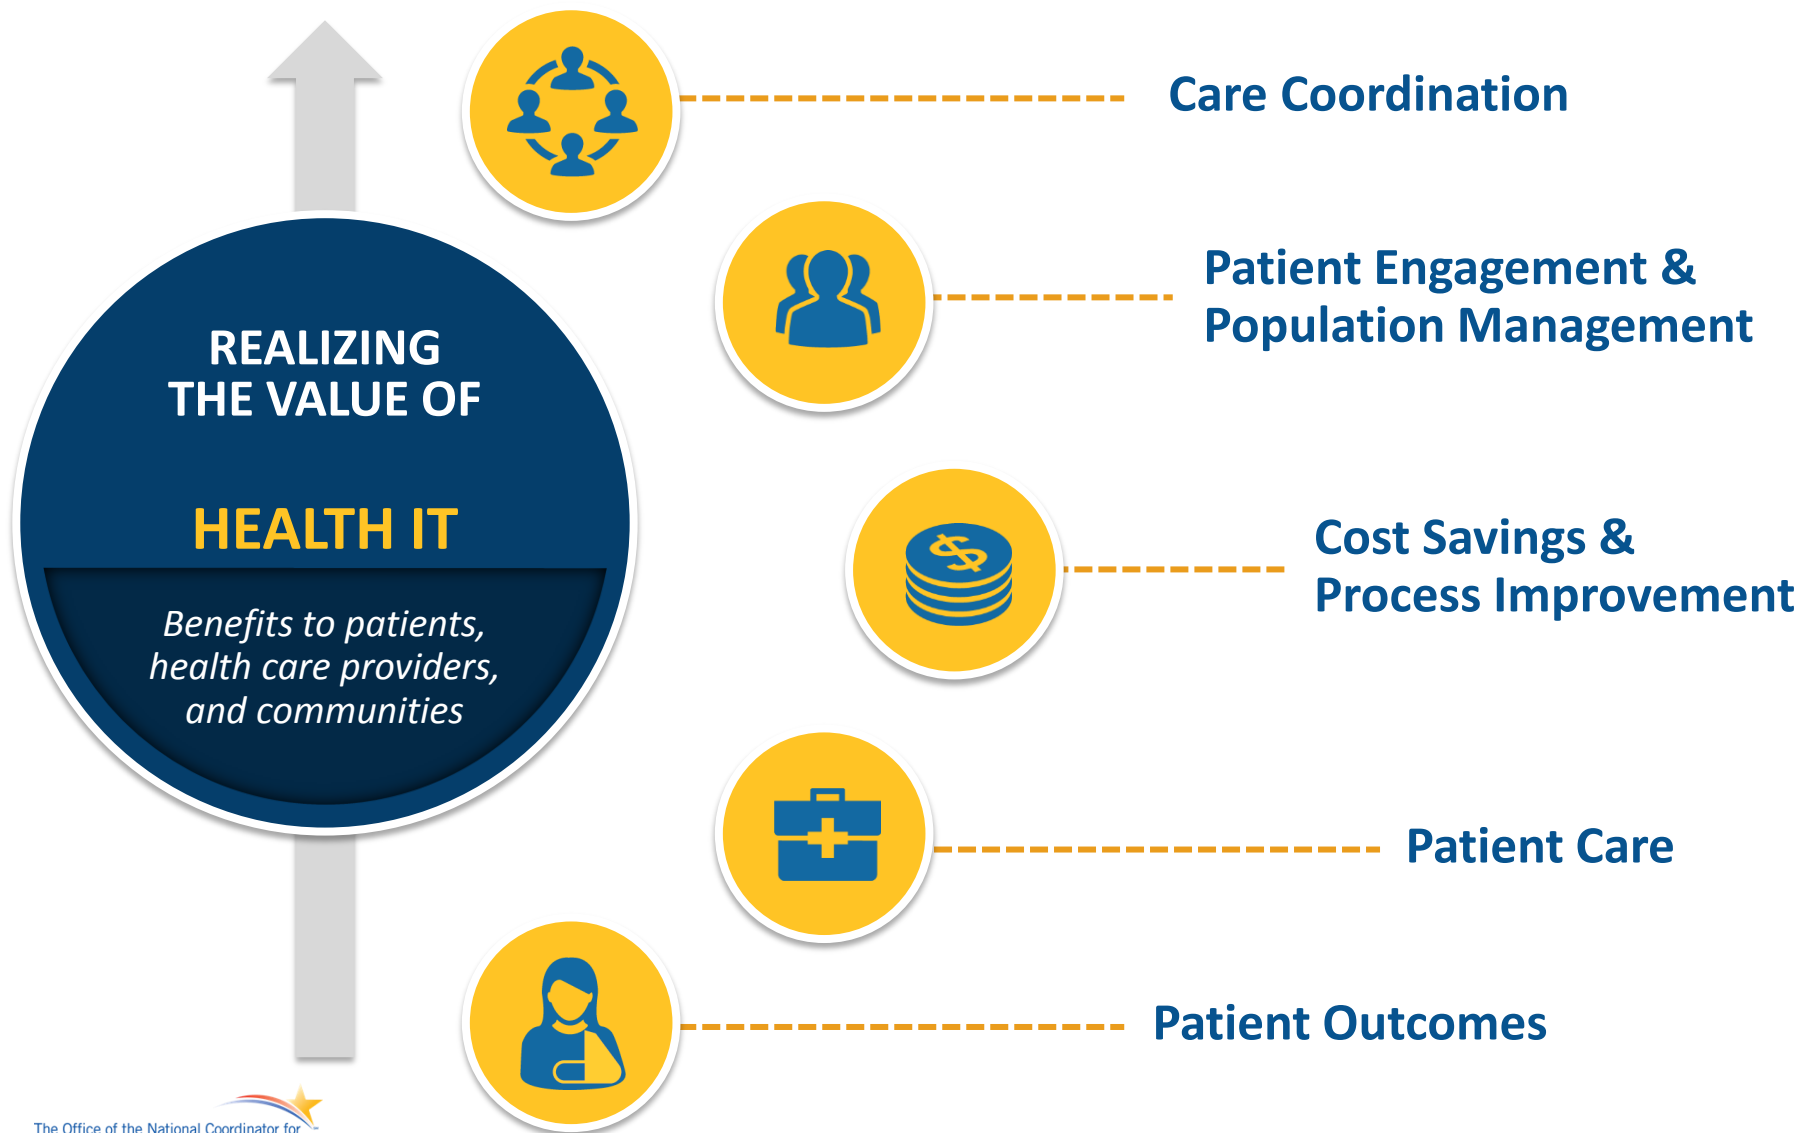 REALIZING
THE VALUE OF
HEALTH IT
Benefits to patients,
health care providers,
and communities
Care Coordination
Patient Engagement &
Population Management
$
Cost Savings &
Process Improvement
Patient Care
Patient Outcomes
The Office of the National Coordinator for